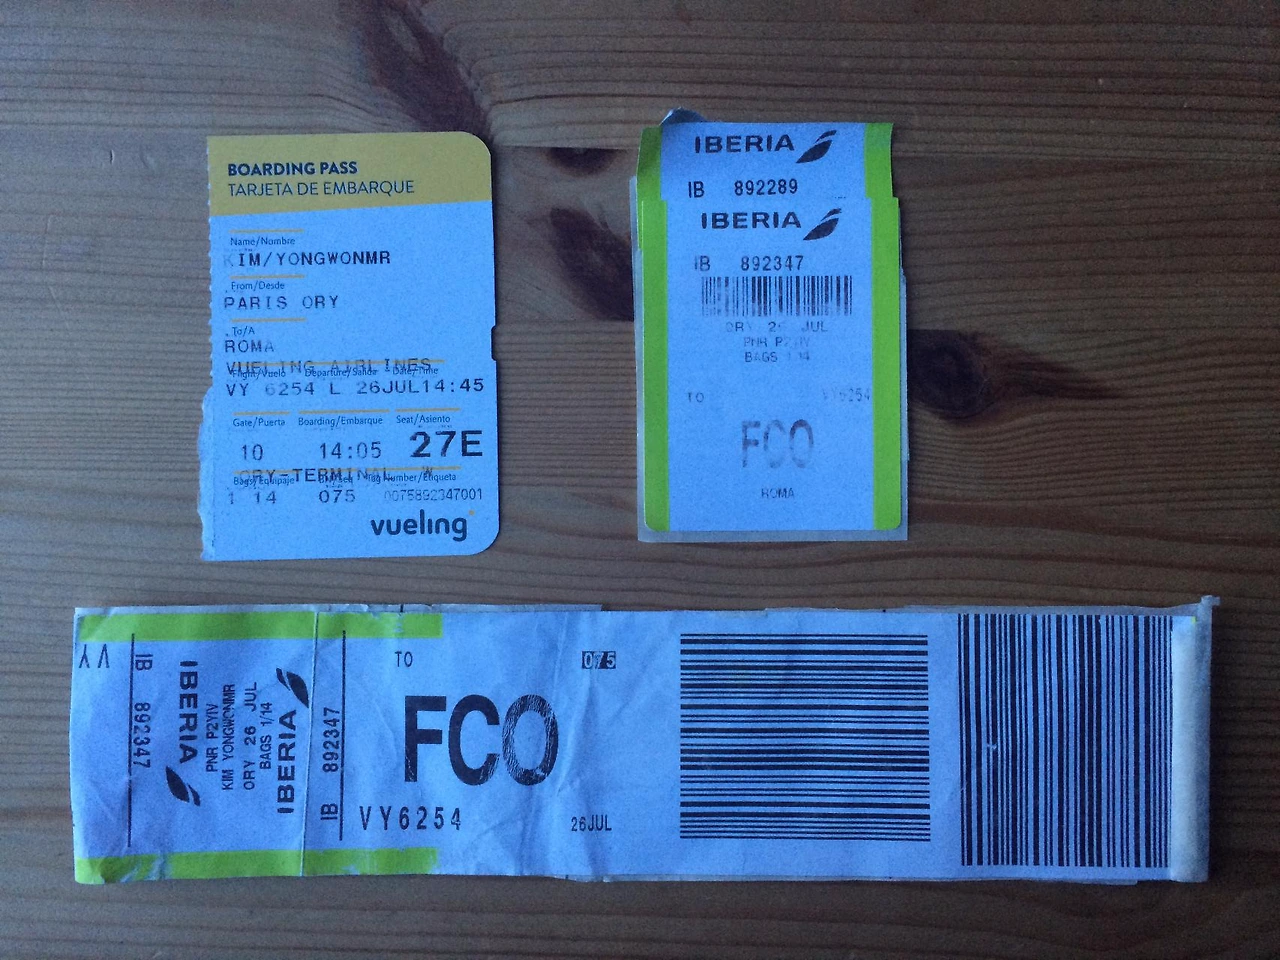 BOARDING PASS
TARJETA DE EMBARQUE
Name/Nombre
KIM/YONGWONMR
From/Desde
PARIS ORY
To/A
ROMA
VUELING AIRLINES
Flight/Vuelo Departure/Salida Date/Time
VY 6254 L 26JUL14:45
Gate/Puerta Boarding/Embarque Seat/Asiento
10 14:05 27E
ORY-TERMINAL W
Bags/Equipaje Tag Number/Etiqueta
1 14 075 0075892347001
vueling
IBERIA
IB 892289
IBERIA
IB 892347
ORY 26 JUL
PNR P2YIV
BAGS 1/14
TO VY6254
FCO
ROMA
VY
IB 892347
IBERIA
PNR P2YIV
KIM YONGWONMR
ORY 26 JUL
BAGS 1/14
IBERIA
IB 892347
TO 075
FCO
VY6254 26JUL